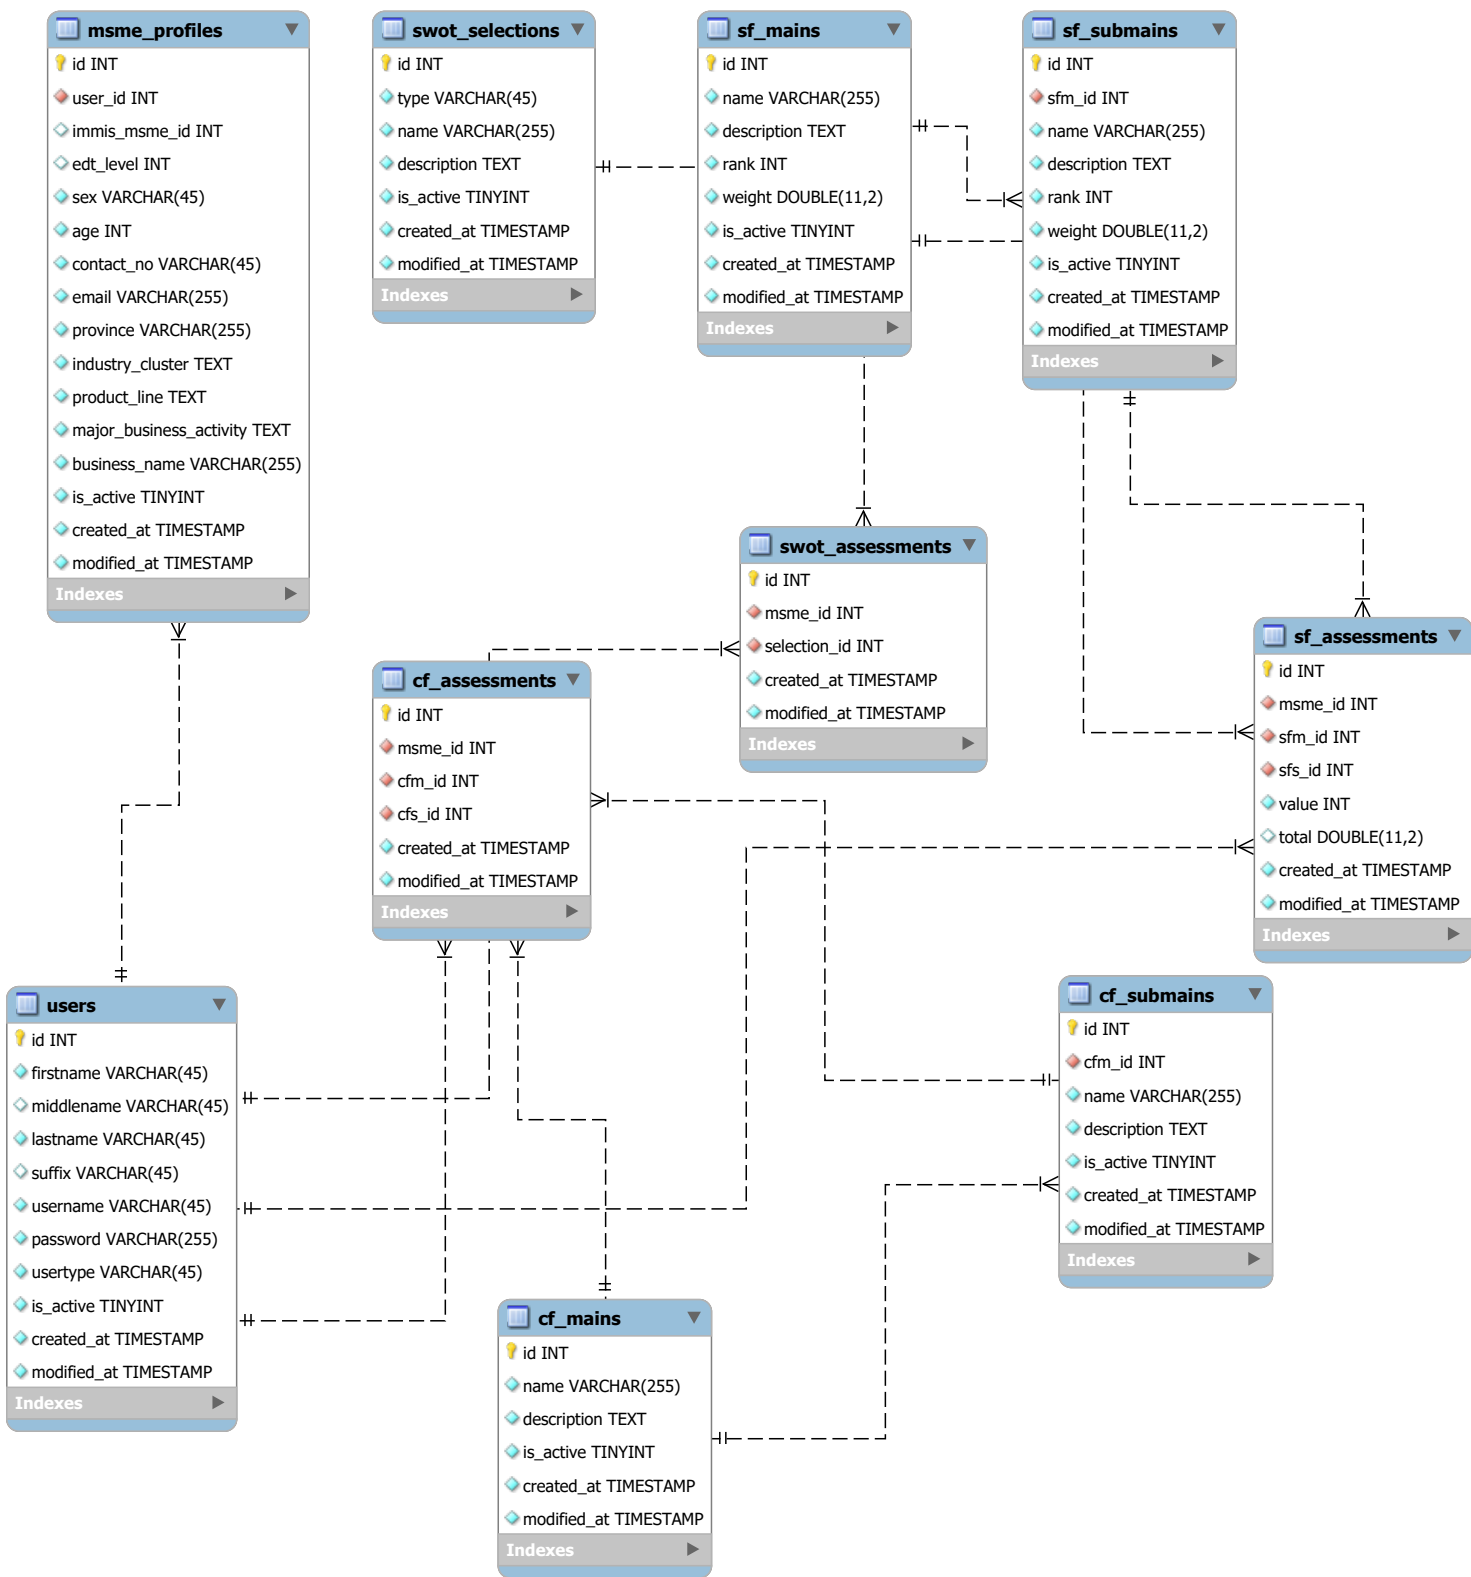 msme_profiles
id INT
user_id INT
immis_msme_id INT
edt_level INT
sex VARCHAR(45)
age INT
contact_no VARCHAR(45)
email VARCHAR(255)
province VARCHAR(255)
industry_cluster TEXT
product_line TEXT
major_business_activity TEXT
business_name VARCHAR(255)
is_active TINYINT
created_at TIMESTAMP
modified_at TIMESTAMP
Indexes
swot_selections
id INT
type VARCHAR(45)
name VARCHAR(255)
description TEXT
is_active TINYINT
created_at TIMESTAMP
modified_at TIMESTAMP
Indexes
sf_mains
id INT
name VARCHAR(255)
description TEXT
rank INT
weight DOUBLE(11,2)
is_active TINYINT
created_at TIMESTAMP
modified_at TIMESTAMP
Indexes
sf_submains
id INT
sfm_id INT
name VARCHAR(255)
description TEXT
rank INT
weight DOUBLE(11,2)
is_active TINYINT
created_at TIMESTAMP
modified_at TIMESTAMP
Indexes
swot_assessments
id INT
msme_id INT
selection_id INT
created_at TIMESTAMP
modified_at TIMESTAMP
Indexes
sf_assessments
id INT
msme_id INT
sfm_id INT
sfs_id INT
value INT
total DOUBLE(11,2)
created_at TIMESTAMP
modified_at TIMESTAMP
Indexes
cf_assessments
id INT
msme_id INT
cfm_id INT
cfs_id INT
created_at TIMESTAMP
modified_at TIMESTAMP
Indexes
users
id INT
firstname VARCHAR(45)
middlename VARCHAR(45)
lastname VARCHAR(45)
suffix VARCHAR(45)
username VARCHAR(45)
password VARCHAR(255)
usertype VARCHAR(45)
is_active TINYINT
created_at TIMESTAMP
modified_at TIMESTAMP
Indexes
cf_submains
id INT
cfm_id INT
name VARCHAR(255)
description TEXT
is_active TINYINT
created_at TIMESTAMP
modified_at TIMESTAMP
Indexes
cf_mains
id INT
name VARCHAR(255)
description TEXT
is_active TINYINT
created_at TIMESTAMP
modified_at TIMESTAMP
Indexes